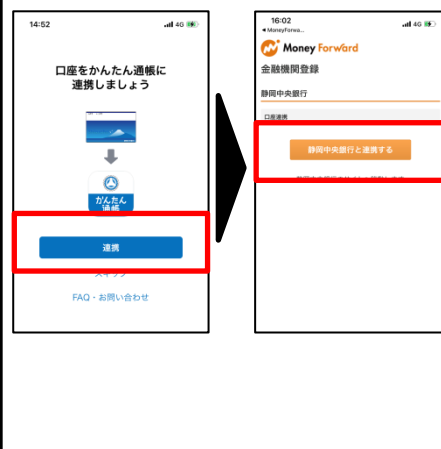 14:52
4G
口座をかんたん通帳に
連携しましょう
かんたん
通帳
連携
スキップ
FAQ・お問い合わせ
16:02
4G
◀ MoneyForwa...
Money Forward
金融機関登録
静岡中央銀行
口座連携
静岡中央銀行と連携する